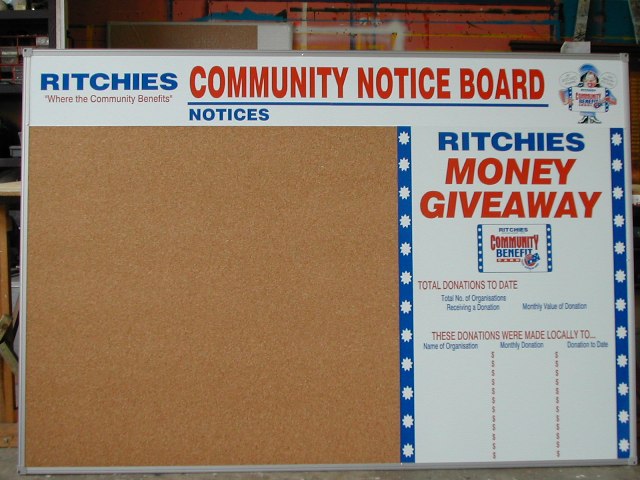 RITCHIES
"Where the Community Benefits"
COMMUNITY NOTICE BOARD
NOTICES
RITCHIES
MONEY
GIVEAWAY
RITCHIES
COMMUNITY
BENEFIT
CARD
TOTAL DONATIONS TO DATE
Total No. of Organisations
Receiving a Donation
Monthly Value of Donation
THESE DONATIONS WERE MADE LOCALLY TO...
Name of Organisation Monthly Donation Donation to Date
$ $
$ $
$ $
$ $
$ $
$ $
$ $
$ $
$ $
$ $